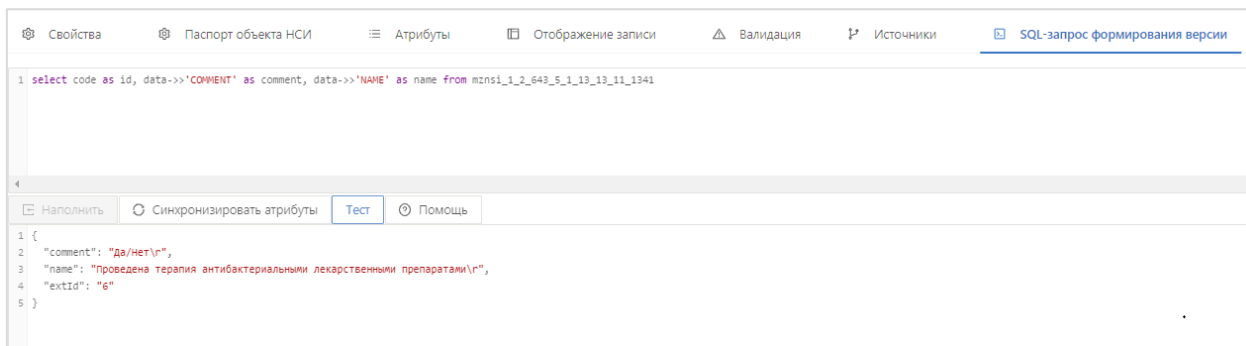 Свойства Паспорт объекта НСИ Атрибуты Отображение записи Валидация Источники SQL-запрос формирования версии
1 select code as id, data->>'COMMENT' as comment, data->>'NAME' as name from mznsi_1_2_643_5_1_13_13_11_1341
Наполнить Синхронизировать атрибуты Тест Помощь
1 {
2 "comment": "Да/Нет\r",
3 "name": "Проведена терапия антибактериальными лекарственными препаратами\r",
4 "extId": "6"
5 }